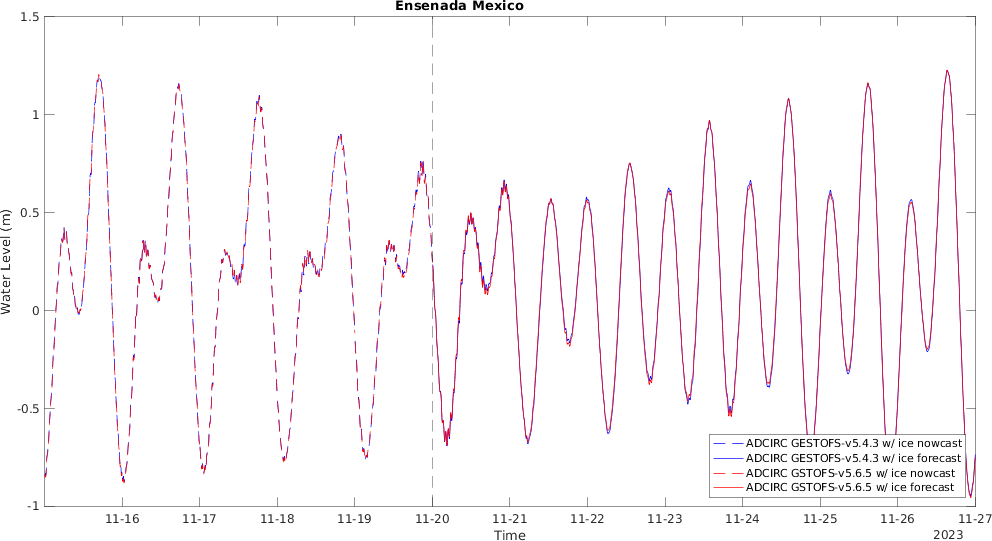 Ensenada Mexico
1.5
1
0.5
0
-0.5
-1
Water Level (m)
ADCIRC GESTOFS-v5.4.3 w/ ice nowcast
ADCIRC GESTOFS-v5.4.3 w/ ice forecast
ADCIRC GSTOFS-v5.6.5 w/ ice nowcast
ADCIRC GSTOFS-v5.6.5 w/ ice forecast
11-16 11-17 11-18 11-19 11-20 11-21 11-22 11-23 11-24 11-25 11-26 11-27
Time
2023